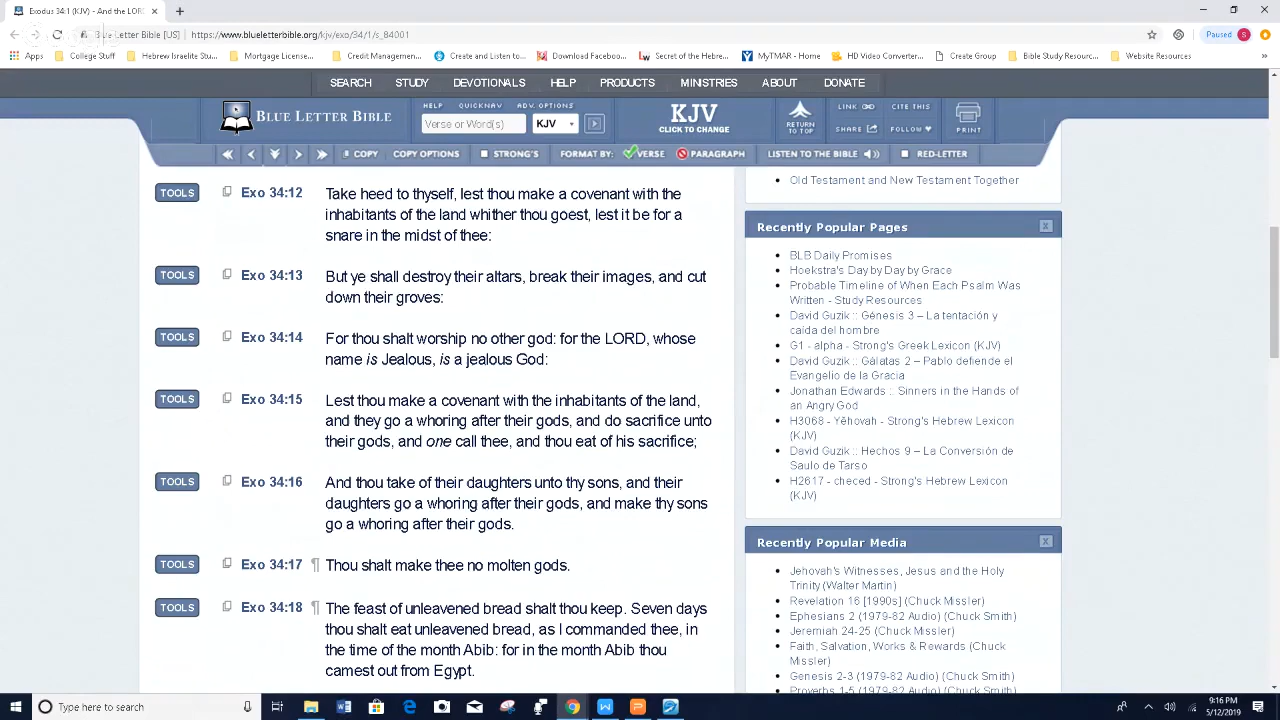 Exodus 34:1 (KJV) - And the LORD
Blue Letter Bible [US] https://www.blueletterbible.org/kjv/exo/34/1/s_84001 Paused S
Apps College Stuff Hebrew Israelite Stu... Mortgage License... Credit Managemen... Create and Listen to... Download Faceboo... Secret of the Hebre... MyTMAR - Home HD Video Converter... Create Group Bible Study Resourc... Website Resources »
SEARCH STUDY DEVOTIONALS HELP PRODUCTS MINISTRIES ABOUT DONATE
HELP QUICKNAV ADV. OPTIONS
BLUE LETTER BIBLE
Verse or Word(s) KJV
KJV
CLICK TO CHANGE
RETURN
TO TOP
LINK CITE THIS
SHARE FOLLOW PRINT
COPY COPY OPTIONS STRONG'S FORMAT BY: VERSE PARAGRAPH LISTEN TO THE BIBLE RED-LETTER
TOOLS Exo 34:12 Take heed to thyself, lest thou make a covenant with the
inhabitants of the land whither thou goest, lest it be for a
snare in the midst of thee:
TOOLS Exo 34:13 But ye shall destroy their altars, break their images, and cut
down their groves:
TOOLS Exo 34:14 For thou shalt worship no other god: for the LORD, whose
name is Jealous, is a jealous God:
TOOLS Exo 34:15 Lest thou make a covenant with the inhabitants of the land,
and they go a whoring after their gods, and do sacrifice unto
their gods, and one call thee, and thou eat of his sacrifice;
TOOLS Exo 34:16 And thou take of their daughters unto thy sons, and their
daughters go a whoring after their gods, and make thy sons
go a whoring after their gods.
TOOLS Exo 34:17 ¶ Thou shalt make thee no molten gods.
TOOLS Exo 34:18 ¶ The feast of unleavened bread shalt thou keep. Seven days
thou shalt eat unleavened bread, as I commanded thee, in
the time of the month Abib: for in the month Abib thou
camest out from Egypt.
Old Testament and New Testament Together
Recently Popular Pages
BLB Daily Promises
Hoekstra's Day by Day by Grace
Probable Timeline of When Each Psalm Was
Written - Study Resources
David Guzik :: Génesis 3 – La tentación y
caída del hombre
G1 - alpha - Strong's Greek Lexicon (KJV)
David Guzik :: Gálatas 2 – Pablo defiende el
Evangelio de la Gracia
Jonathan Edwards :: Sinners in the Hands of
an Angry God
H3068 - Yĕhovah - Strong's Hebrew Lexicon
(KJV)
David Guzik :: Hechos 9 – La Conversión de
Saulo de Tarso
H2617 - checed - Strong's Hebrew Lexicon
(KJV)
Recently Popular Media
Jehovah's Witnesses, Jesus and the Holy
Trinity (Walter Martin)
Revelation 16 [1990s] (Chuck Missler)
Ephesians 2 (1979-82 Audio) (Chuck Smith)
Jeremiah 24-25 (Chuck Missler)
Faith, Salvation, Works & Rewards (Chuck
Missler)
Genesis 2-3 (1979-82 Audio) (Chuck Smith)
Proverbs 1-5 (1979-82 Audio) (Chuck Smith)
Type here to search
9:16 PM
5/12/2019